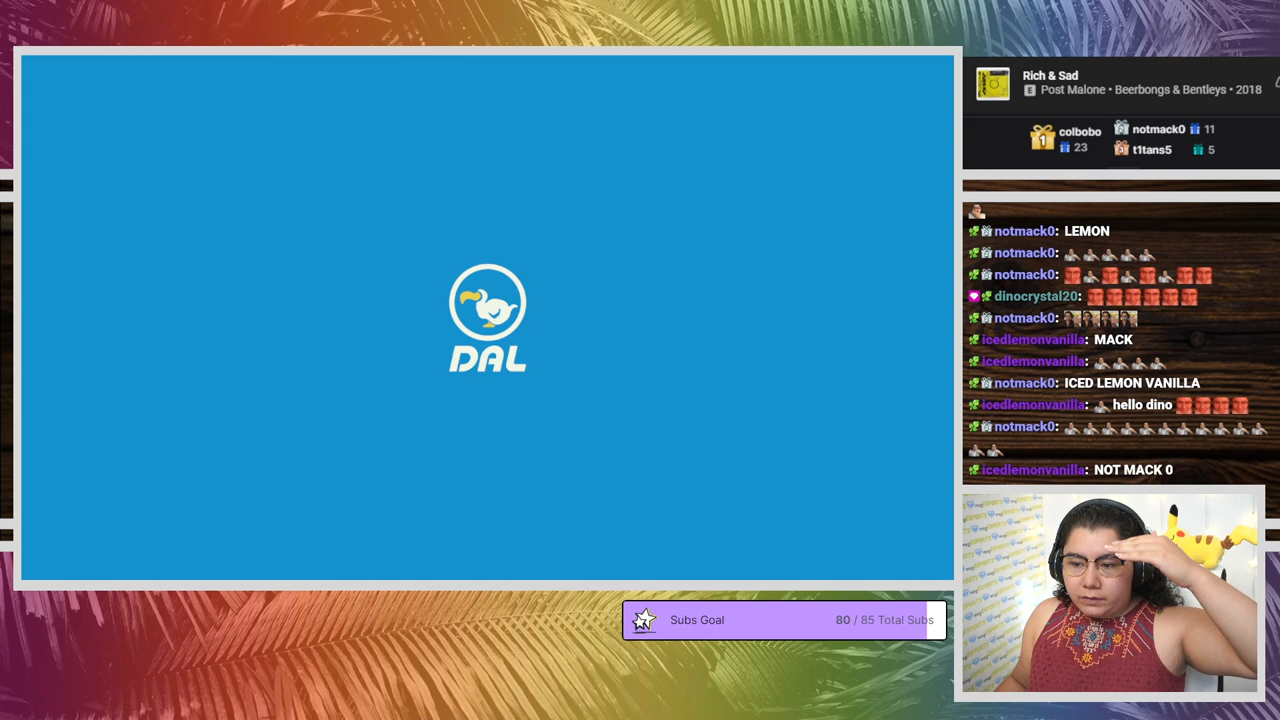 Rich & Sad
E Post Malone • Beerbongs & Bentleys • 2018
1 colbobo 23
notmack0 11
t1tans5 5
notmack0: LEMON
notmack0:
notmack0:
dinocrystal20:
notmack0:
icedlemonvanilla: MACK
icedlemonvanilla:
notmack0: ICED LEMON VANILLA
icedlemonvanilla: hello dino
notmack0:
icedlemonvanilla: NOT MACK 0
DAL
Subs Goal 80 / 85 Total Subs